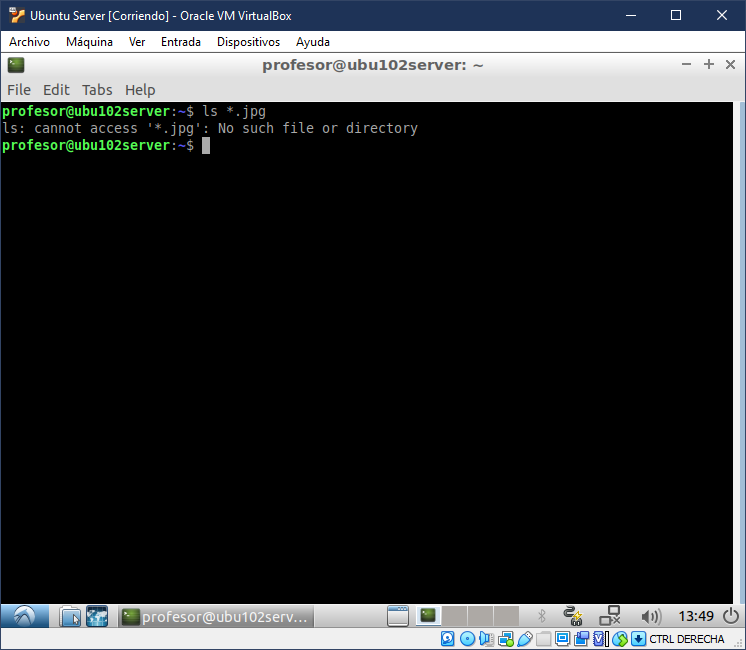 Ubuntu Server [Corriendo] - Oracle VM VirtualBox
Archivo Máquina Ver Entrada Dispositivos Ayuda
profesor@ubu102server: ~
File Edit Tabs Help
profesor@ubu102server:~$ ls *.jpg
ls: cannot access '*.jpg': No such file or directory
profesor@ubu102server:~$
profesor@ubu102serv... 13:49
CTRL DERECHA